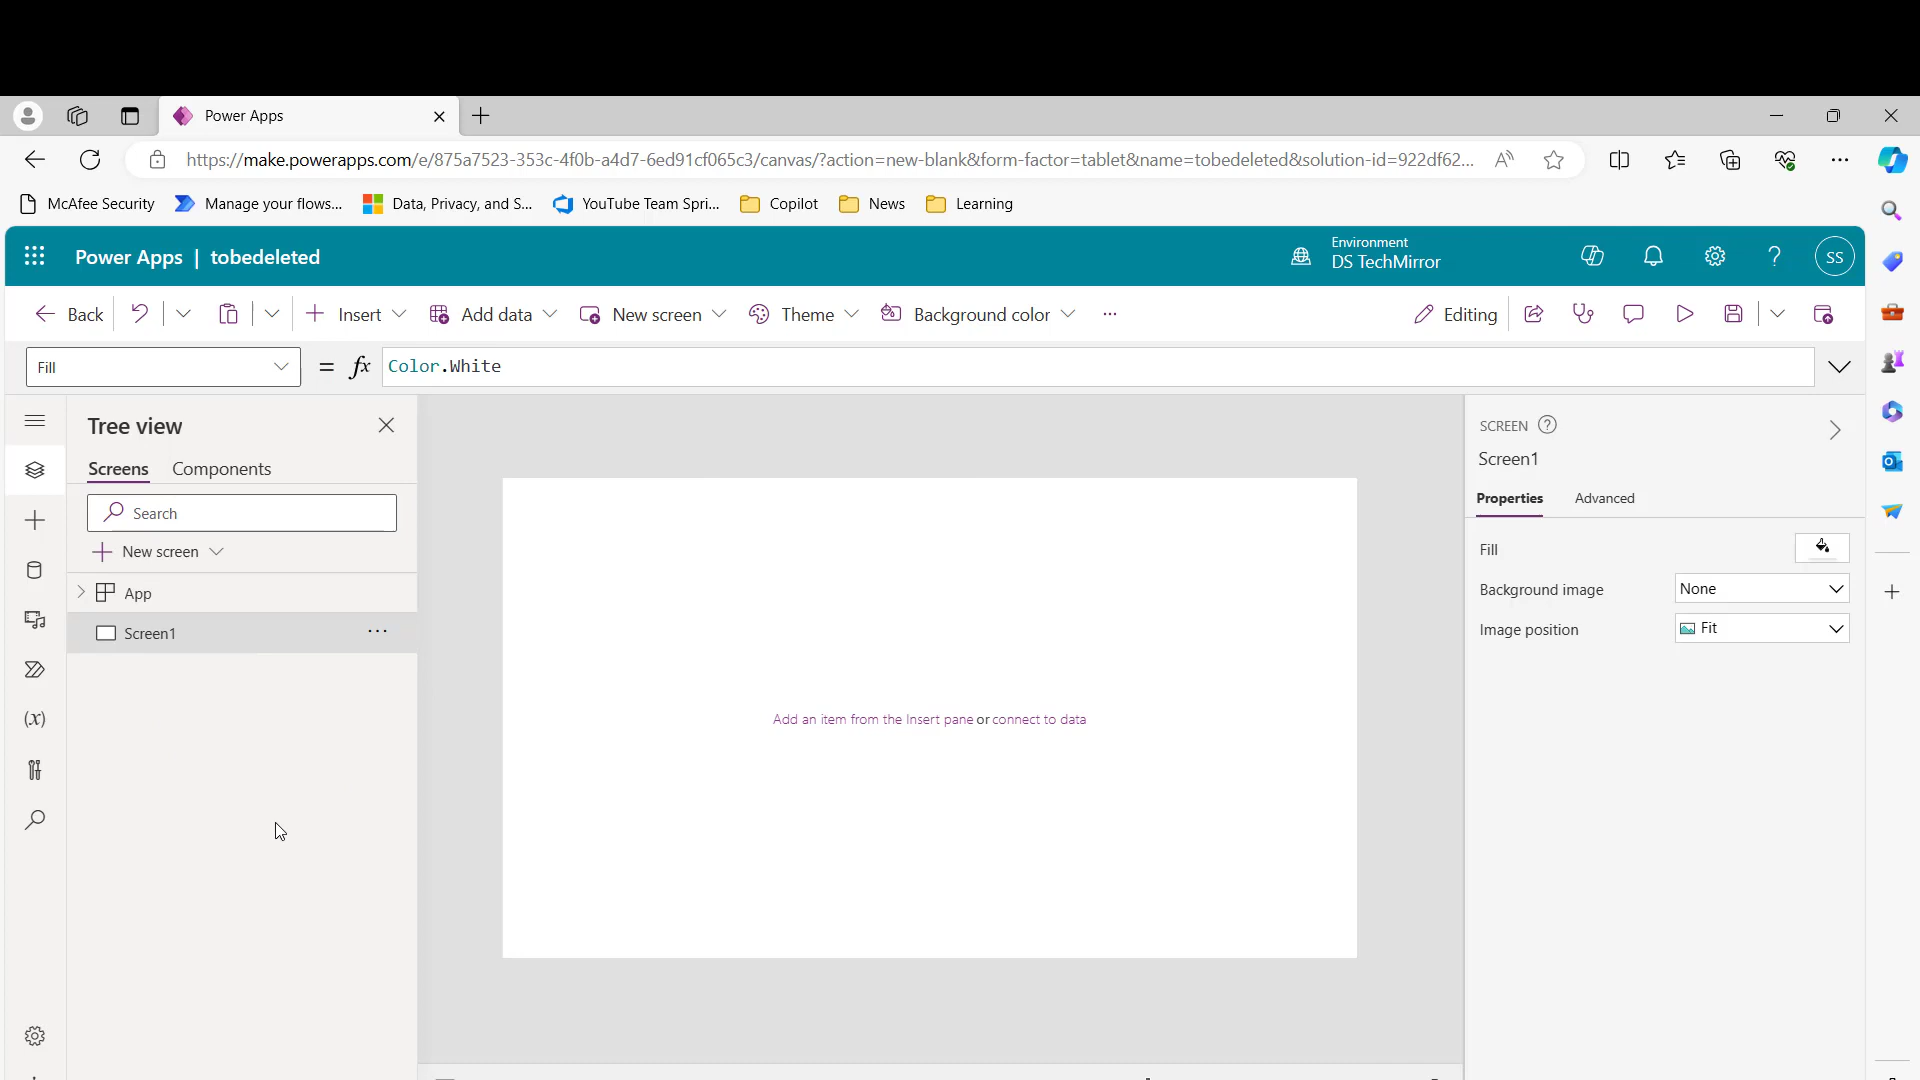 Power Apps
https://make.powerapps.com/e/875a7523-353c-4f0b-a4d7-6ed91cf065c3/canvas/?action=new-blank&form-factor=tablet&name=tobedeleted&solution-id=922df62...
McAfee Security
Manage your flows...
Data, Privacy, and S...
YouTube Team Spri...
Copilot
News
Learning
Power Apps | tobedeleted
Environment
DS TechMirror
SS
Back
Insert
Add data
New screen
Theme
Background color
Editing
Fill
= fx
Color.White
Tree view
Screens
Components
Search
New screen
App
Screen1
(x)
Add an item from the Insert pane or connect to data
SCREEN
Screen1
Properties
Advanced
Fill
Background image
None
Image position
Fit